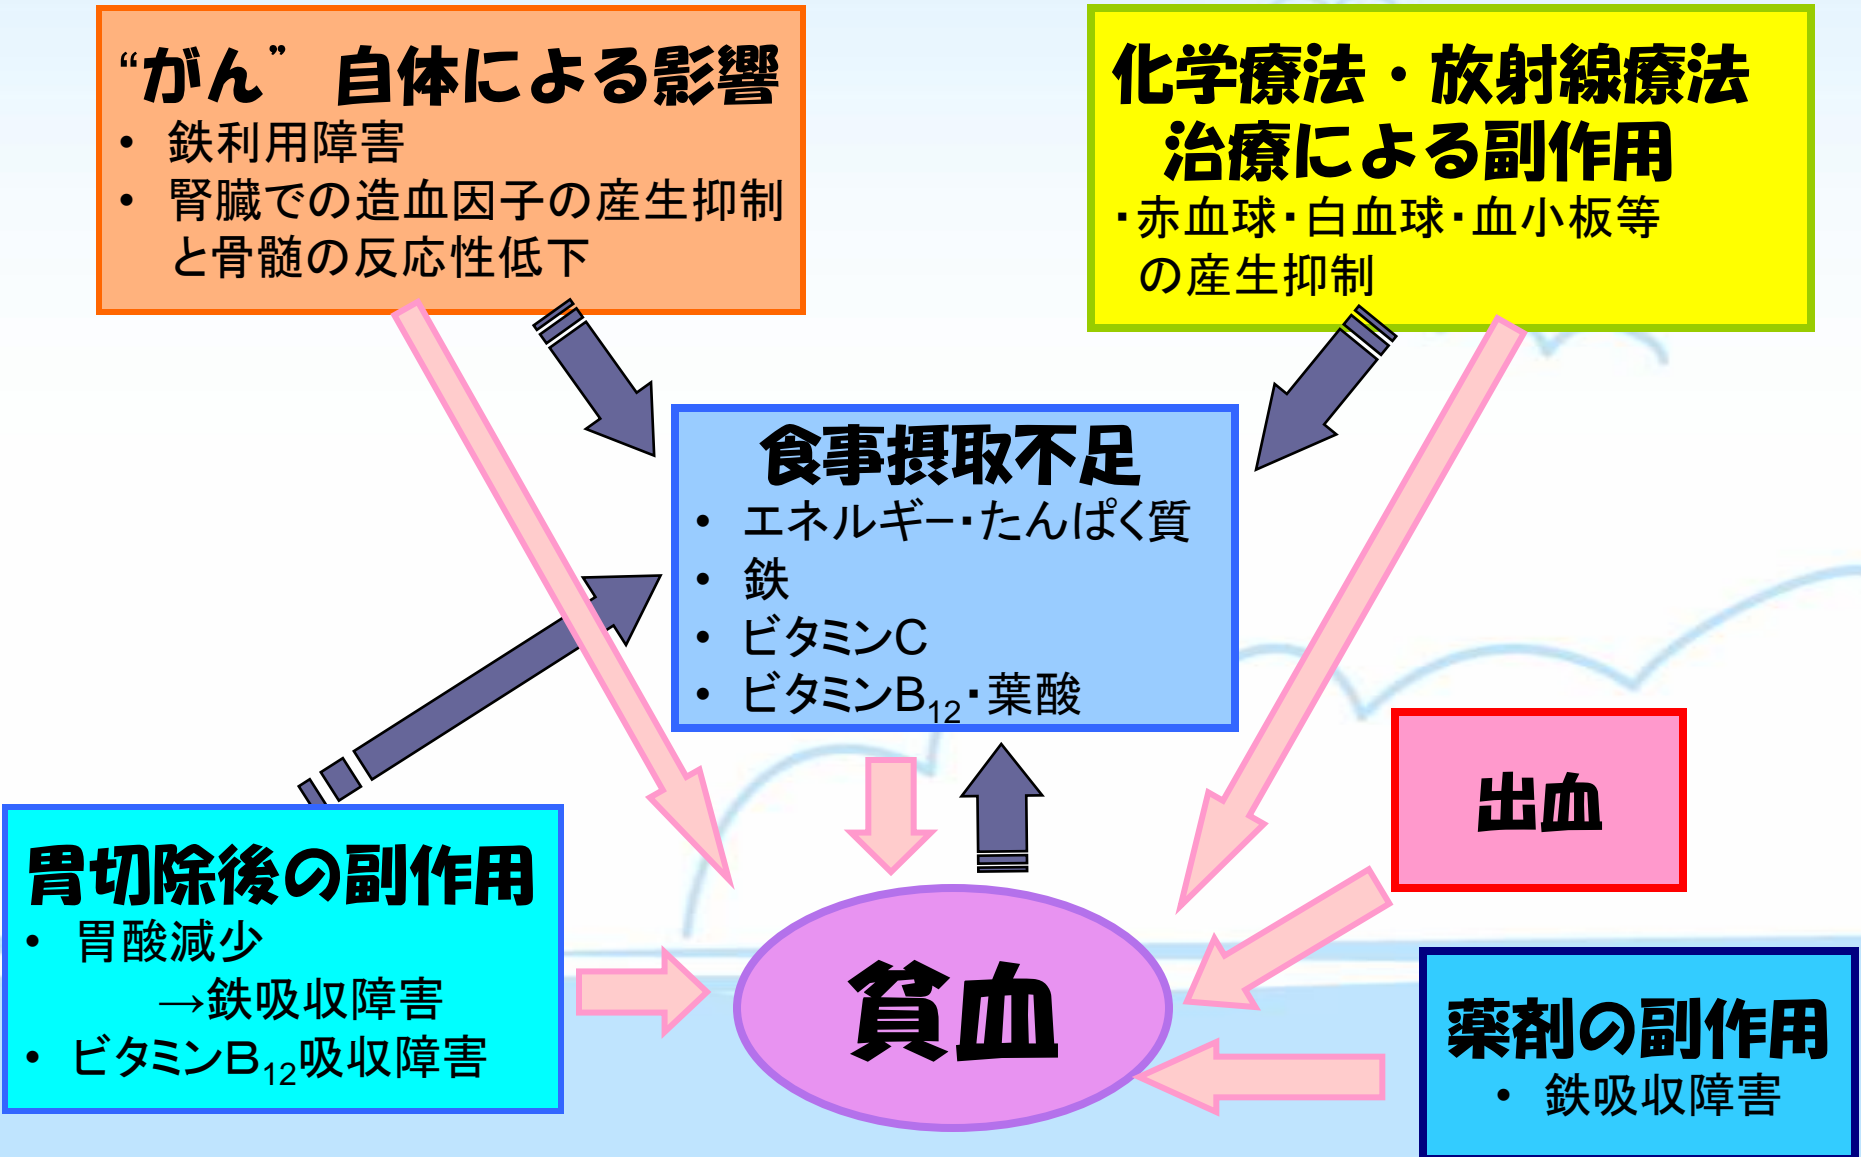 “がん” 自体による影響
• 鉄利用障害
• 腎臓での造血因子の産生抑制
と骨髄の反応性低下
化学療法・放射線療法
治療による副作用
・赤血球・白血球・血小板等
の産生抑制
食事摂取不足
• エネルギー・たんぱく質
• 鉄
• ビタミンC
• ビタミンB₁₂・葉酸
出血
胃切除後の副作用
• 胃酸減少
→鉄吸収障害
• ビタミンB₁₂吸収障害
貧血
薬剤の副作用
• 鉄吸収障害